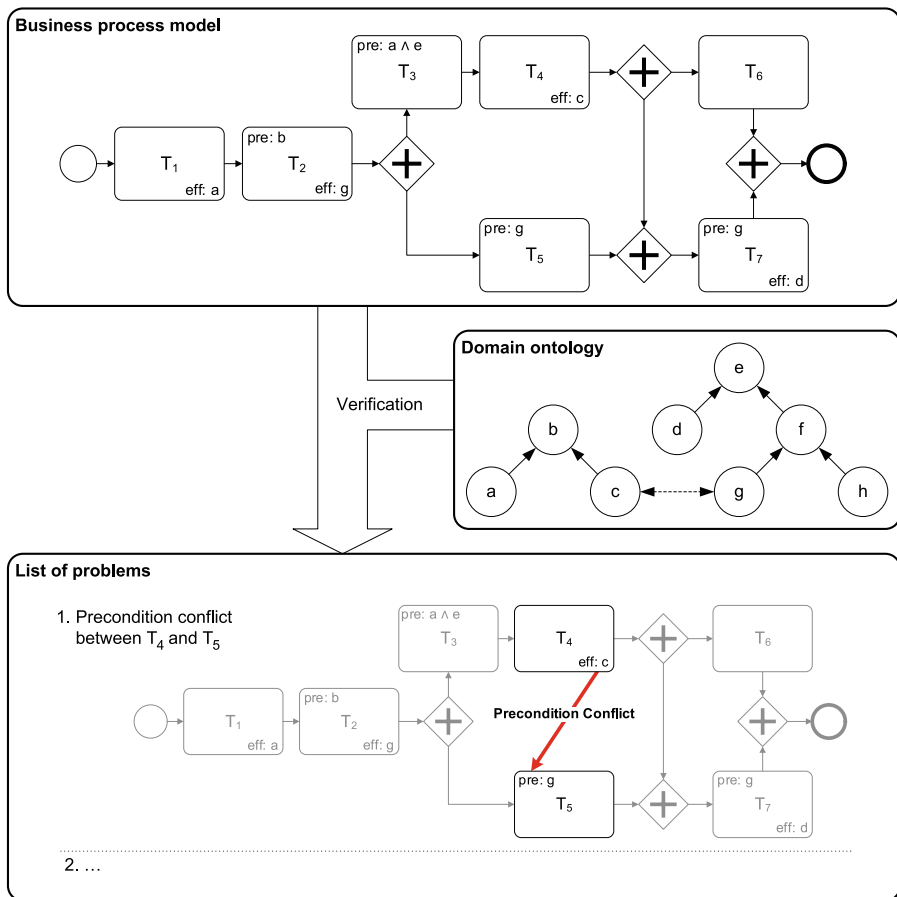 Business process model
pre: a ∧ e
T3
T4
eff: c
T6
T1
eff: a
pre: b
T2
eff: g
pre: g
T5
pre: g
T7
eff: d
Verification
Domain ontology
e
b
d
f
a
c
g
h
List of problems
1. Precondition conflict
between T4 and T5
pre: a ∧ e
T3
T4
eff: c
T6
T1
eff: a
pre: b
T2
eff: g
Precondition Conflict
pre: g
T5
pre: g
T7
eff: d
2. ...